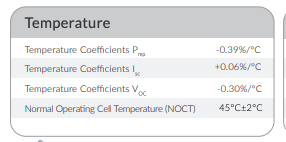 Temperature
Temperature Coefficients Pmp -0.39%/°C
Temperature Coefficients Isc +0.06%/°C
Temperature Coefficients VOC -0.30%/°C
Normal Operating Cell Temperature (NOCT) 45°C±2°C